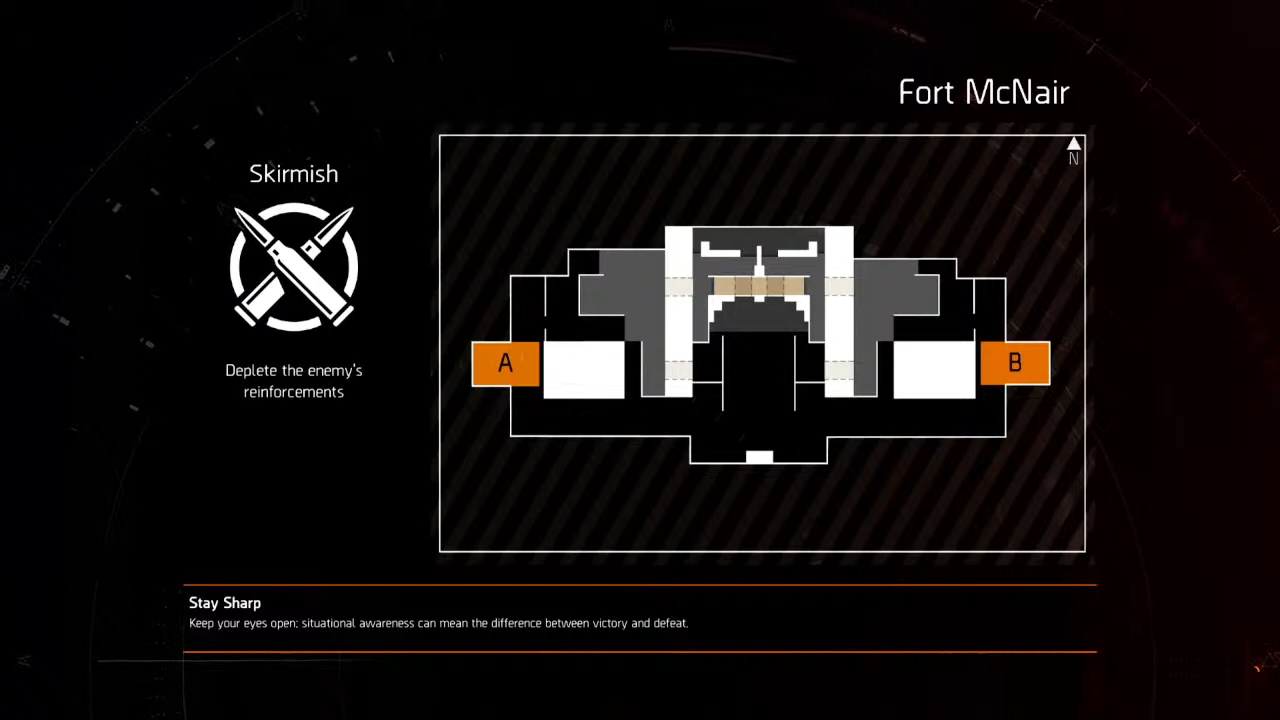 Fort McNair
N
Skirmish
Deplete the enemy's
reinforcements
A
B
Stay Sharp
Keep your eyes open; situational awareness can mean the difference between victory and defeat.